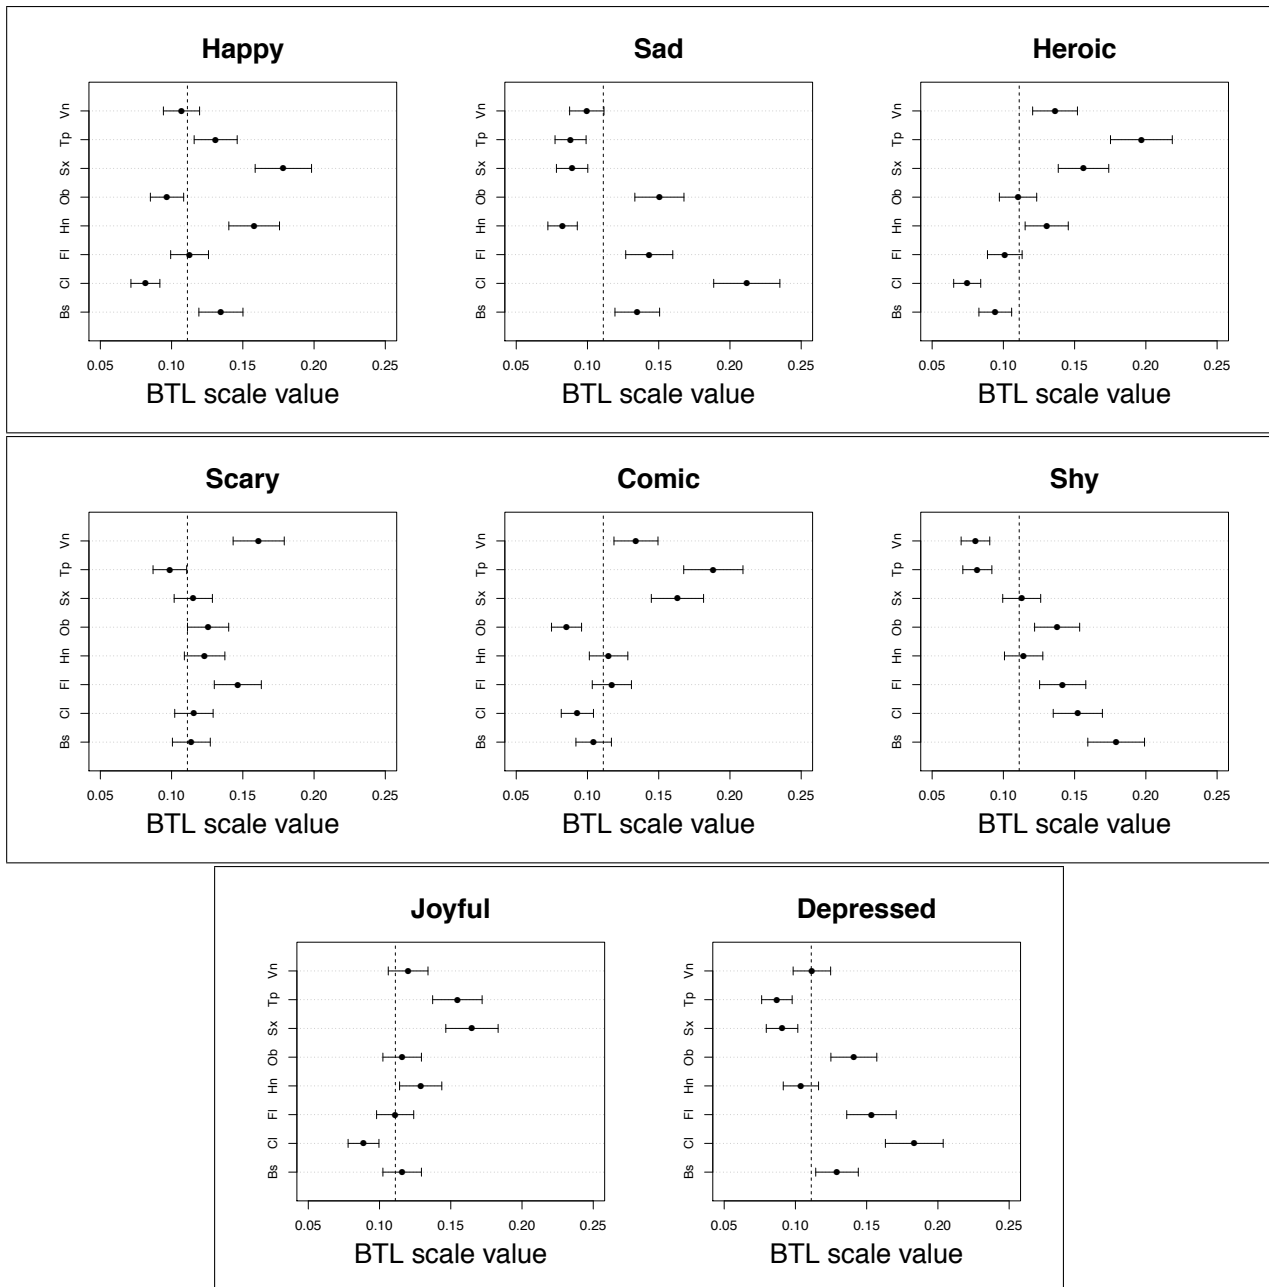 Happy
Sad
Heroic
Vn
Tp
Sx
Ob
Hn
Fl
Cl
Bs
0.05 0.10 0.15 0.20 0.25
BTL scale value
Vn
Tp
Sx
Ob
Hn
Fl
Cl
Bs
0.05 0.10 0.15 0.20 0.25
BTL scale value
Vn
Tp
Sx
Ob
Hn
Fl
Cl
Bs
0.05 0.10 0.15 0.20 0.25
BTL scale value
Scary
Comic
Shy
Vn
Tp
Sx
Ob
Hn
Fl
Cl
Bs
0.05 0.10 0.15 0.20 0.25
BTL scale value
Vn
Tp
Sx
Ob
Hn
Fl
Cl
Bs
0.05 0.10 0.15 0.20 0.25
BTL scale value
Vn
Tp
Sx
Ob
Hn
Fl
Cl
Bs
0.05 0.10 0.15 0.20 0.25
BTL scale value
Joyful
Depressed
Vn
Tp
Sx
Ob
Hn
Fl
Cl
Bs
0.05 0.10 0.15 0.20 0.25
BTL scale value
Vn
Tp
Sx
Ob
Hn
Fl
Cl
Bs
0.05 0.10 0.15 0.20 0.25
BTL scale value